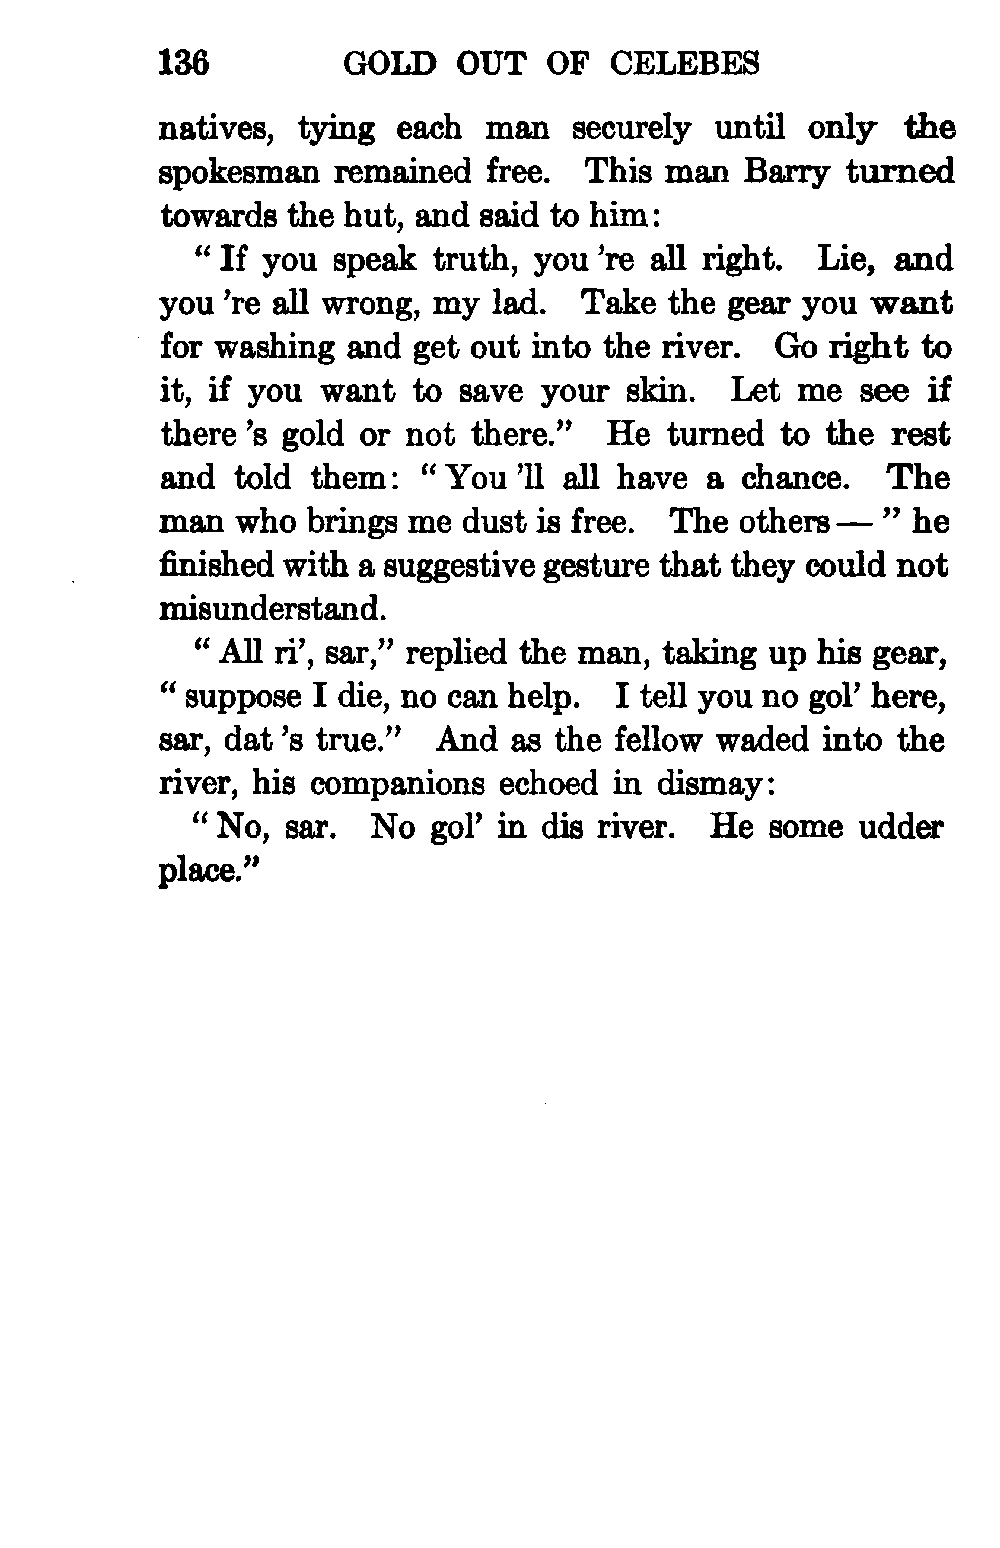 136 GOLD OUT OF CELEBES
natives, tying each man securely until only the
spokesman remained free. This man Barry turned
towards the hut, and said to him:
“ If you speak truth, you ’re all right. Lie, and
you ’re all wrong, my lad. Take the gear you want
for washing and get out into the river. Go right to
it, if you want to save your skin. Let me see if
there ’s gold or not there.” He turned to the rest
and told them: “ You ’ll all have a chance. The
man who brings me dust is free. The others— ” he
finished with a suggestive gesture that they could not
misunderstand.
“ All ri’, sar,” replied the man, taking up his gear,
“ suppose I die, no can help. I tell you no gol’ here,
sar, dat ’s true.” And as the fellow waded into the
river, his companions echoed in dismay:
“ No, sar. No gol’ in dis river. He some udder
place.”